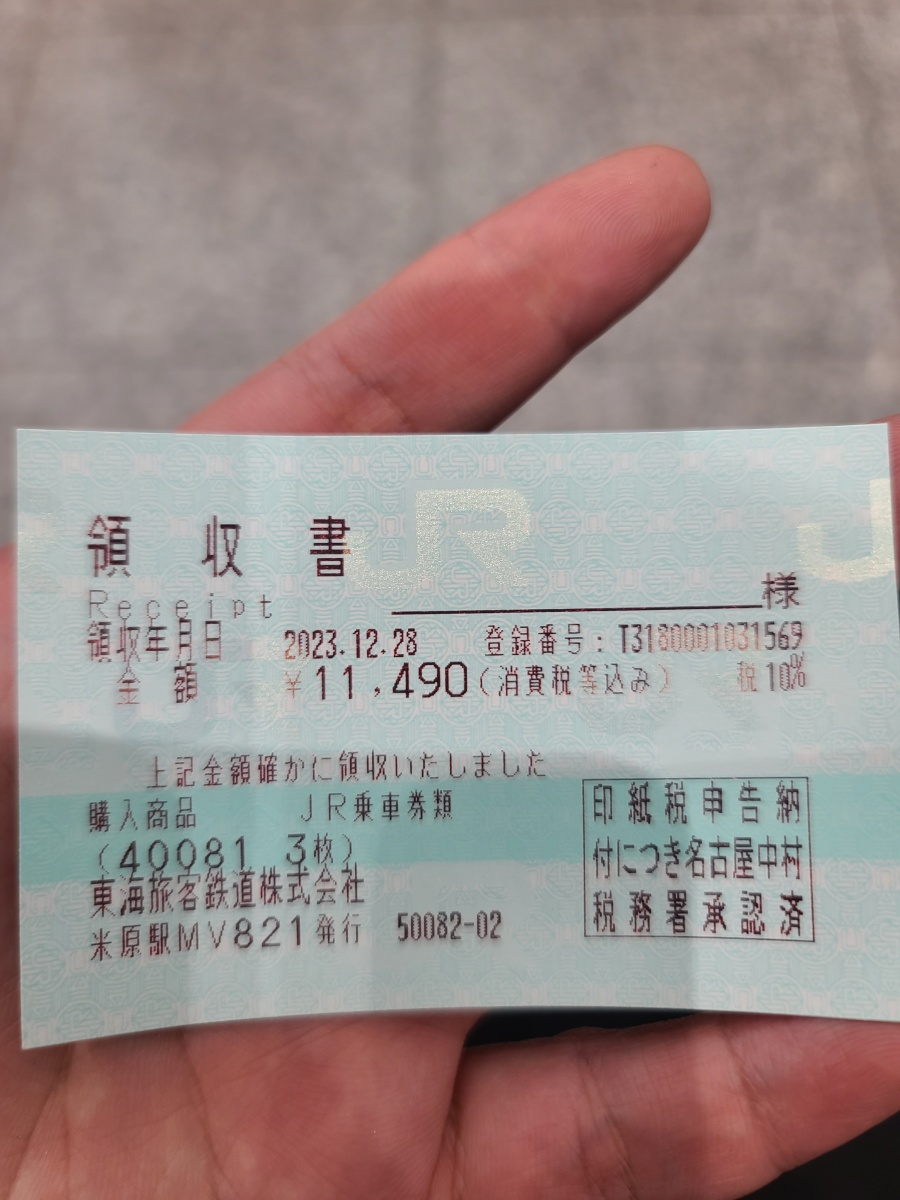 JR
J
領収書
Receipt
様
領収年月日 2023.12.28 登録番号:T3180001031569
金額 ¥11,490(消費税等込み) 税10%
上記金額確かに領収いたしました
購入商品 JR乗車券類
(40081 3枚)
東海旅客鉄道株式会社
米原駅MV821発行 50082-02
印紙税申告納
付につき名古屋中村
税務署承認済